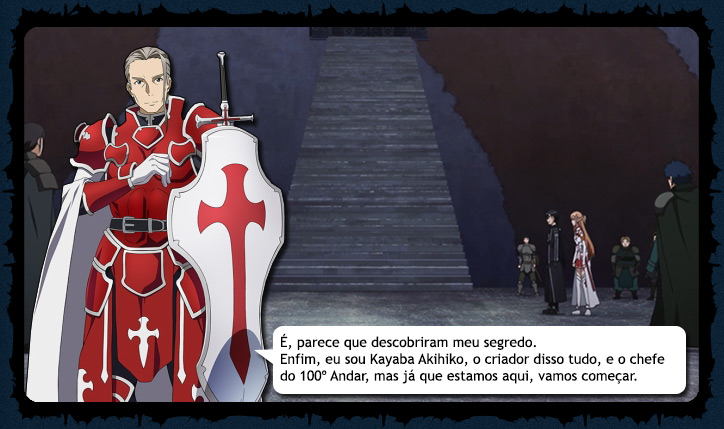 É, parece que descobriram meu segredo.
Enfim, eu sou Kayaba Akihiko, o criador disso tudo, e o chefe
do 100º Andar, mas já que estamos aqui, vamos começar.